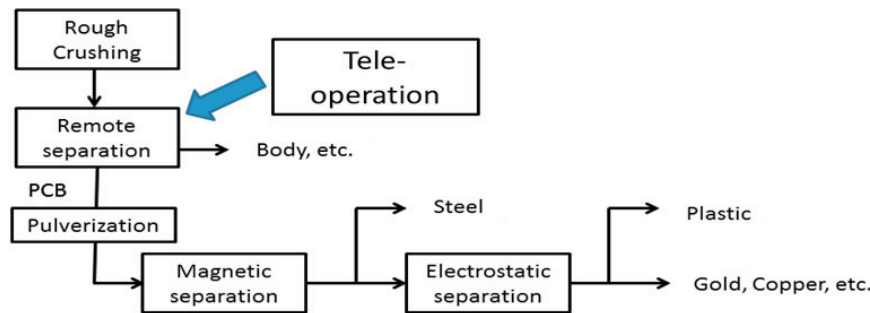 Rough
Crushing
Tele-
operation
Remote
separation
Body, etc.
PCB
Pulverization
Steel
Plastic
Magnetic
separation
Electrostatic
separation
Gold, Copper, etc.